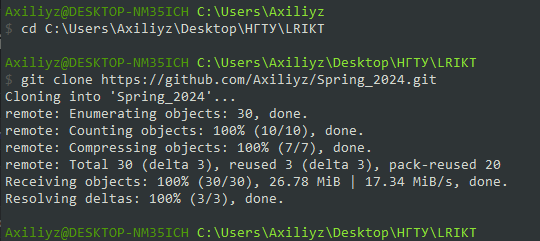 Axiliyz@DESKTOP-NM35ICH C:\Users\Axiliyz
$ cd C:\Users\Axiliyz\Desktop\НГТУ\LRIKT
Axiliyz@DESKTOP-NM35ICH C:\Users\Axiliyz\Desktop\НГТУ\LRIKT
$ git clone https://github.com/Axiliyz/Spring_2024.git
Cloning into 'Spring_2024'...
remote: Enumerating objects: 30, done.
remote: Counting objects: 100% (10/10), done.
remote: Compressing objects: 100% (7/7), done.
remote: Total 30 (delta 3), reused 3 (delta 3), pack-reused 20
Receiving objects: 100% (30/30), 26.78 MiB | 17.34 MiB/s, done.
Resolving deltas: 100% (3/3), done.
Axiliyz@DESKTOP-NM35ICH C:\Users\Axiliyz\Desktop\НГТУ\LRIKT